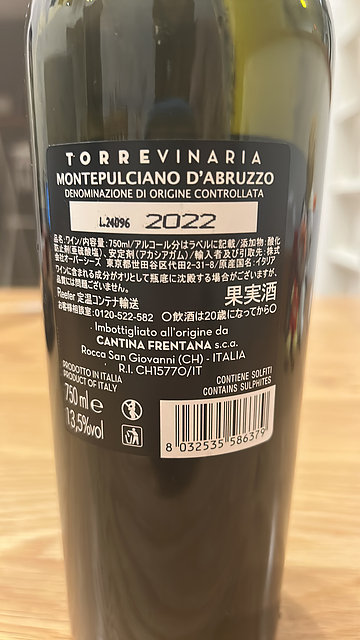 TORREVINARIA
MONTEPULCIANO D'ABRUZZO
DENOMINAZIONE DI ORIGINE CONTROLLATA
L.24096 2022
品名:ワイン/内容量:750ml/アルコール分はラベルに記載/添加物:酸化
防止剤(亜硫酸塩)、安定剤(アカシアガム)/輸入者及び引取先:株式
会社オーバーシーズ 東京都世田谷区代田2-31-8/原産国名:イタリア
ワインに含まれる成分がオリとして瓶底に沈殿する場合がございますが、
品質には問題ございません。
果実酒
Reefer 定温コンテナ輸送
お客様相談室:0120-522-582 〇飲酒は20歳になってから〇
Imbottigliato all'origine da
CANTINA FRENTANA s.c.a.
Rocca San Giovanni (CH) - ITALIA
R.I. CH15770/IT
PRODOTTO IN ITALIA
PRODUCT OF ITALY
CONTIENE SOLFITI
CONTAINS SULPHITES
750 ml e
13,5%vol
8 032535 586379